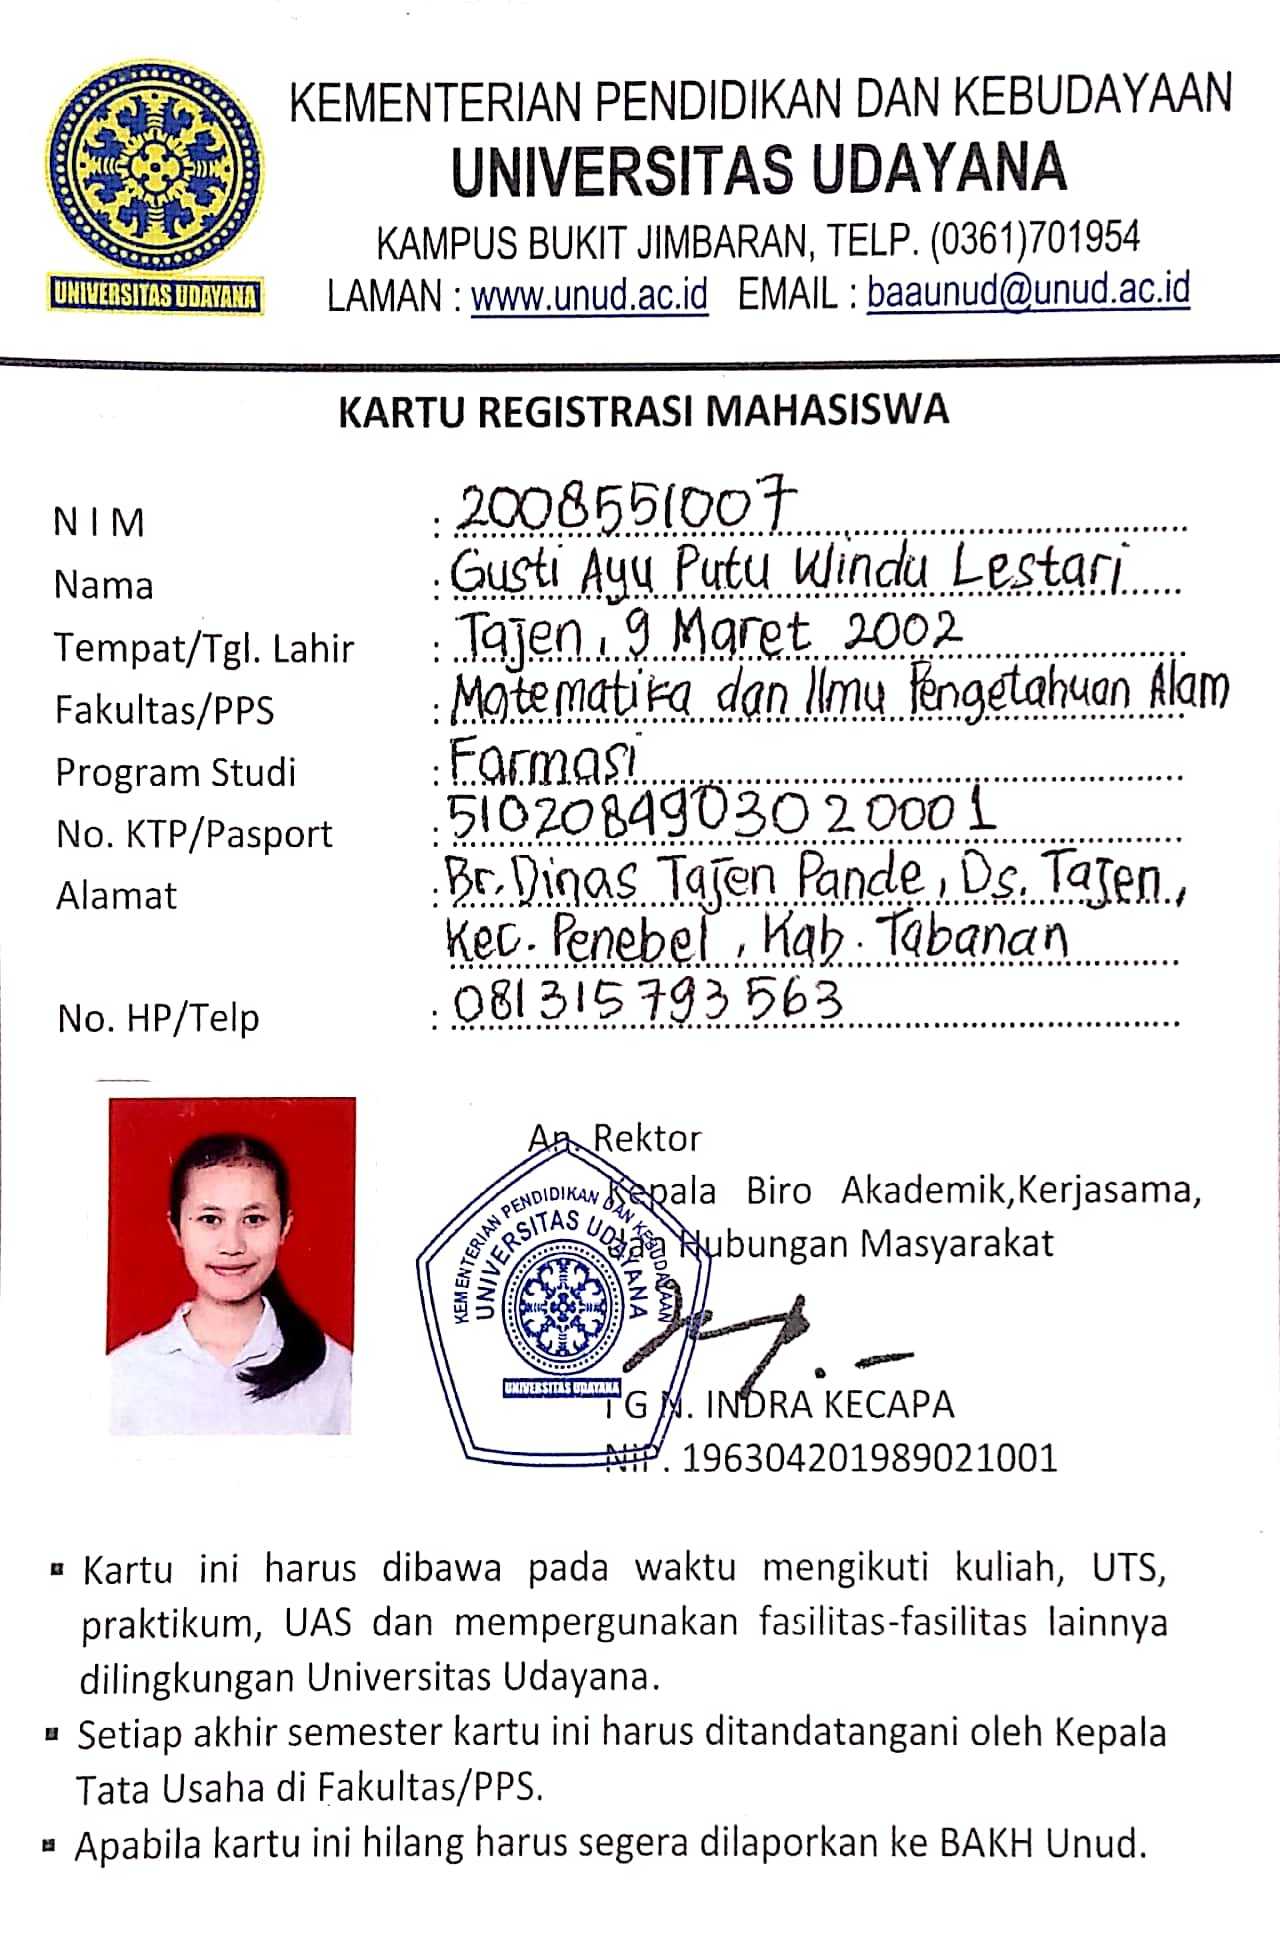 KEMENTERIAN PENDIDIKAN DAN KEBUDAYAAN
UNIVERSITAS UDAYANA
KAMPUS BUKIT JIMBARAN, TELP. (0361)701954
LAMAN : www.unud.ac.id EMAIL : baaunud@unud.ac.id
UNIVERSITAS UDAYANA
KARTU REGISTRASI MAHASISWA
N I M : 2008551007
Nama : Gusti Ayu Putu Windu Lestari
Tempat/Tgl. Lahir : Tajen, 9 Maret 2002
Fakultas/PPS : Matematika dan Ilmu Pengetahuan Alam
Program Studi : Farmasi
No. KTP/Pasport : 5102084903020001
Alamat : Br. Dinas Tajen Pande, Ds. Tajen,
Kec. Penebel, Kab. Tabanan
No. HP/Telp : 081315793563
An. Rektor
Kepala Biro Akademik,Kerjasama,
dan Hubungan Masyarakat
KEMENTERIAN PENDIDIKAN DAN KEBUDAYAAN
UNIVERSITAS UDAYANA
UNIVERSITAS UDAYANA
I G N. INDRA KECAPA
NIP. 196304201989021001
▪ Kartu ini harus dibawa pada waktu mengikuti kuliah, UTS,
praktikum, UAS dan mempergunakan fasilitas-fasilitas lainnya
dilingkungan Universitas Udayana.
▪ Setiap akhir semester kartu ini harus ditandatangani oleh Kepala
Tata Usaha di Fakultas/PPS.
▪ Apabila kartu ini hilang harus segera dilaporkan ke BAKH Unud.